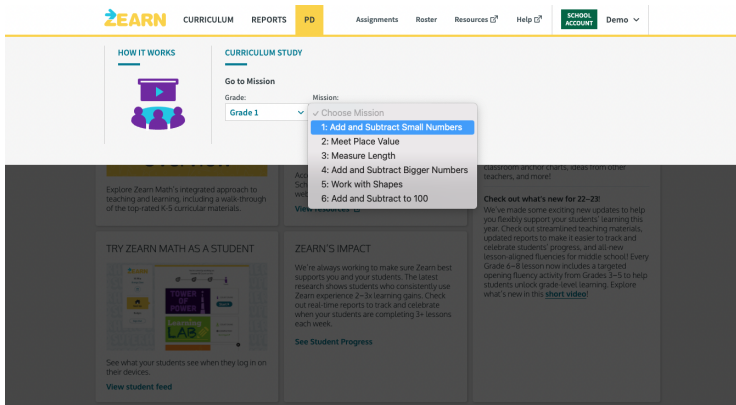 ZEARN
CURRICULUM
REPORTS
PD
Assignments
Roster
Resources
Help
SCHOOL
ACCOUNT
Demo
HOW IT WORKS
CURRICULUM STUDY
Go to Mission
Grade:
Mission:
Grade 1
✓ Choose Mission
1: Add and Subtract Small Numbers
2: Meet Place Value
3: Measure Length
4: Add and Subtract Bigger Numbers
5: Work with Shapes
6: Add and Subtract to 100
Explore Zearn Math's integrated approach to
teaching and learning, including a walk-through
of the top-rated K-5 curricular materials.
View resources
classroom anchor charts, ideas from other
teachers, and more!
Check out what's new for 22–23!
We've made some exciting new updates to help
you flexibly support your students' learning this
year. Check out streamlined teaching materials,
updated reports to make it easier to track and
celebrate students' progress, and all-new
lesson-aligned fluencies for middle school! Every
Grade 6–8 lesson now includes a targeted
opening fluency activity from Grades 3–5 to help
students unlock grade-level learning. Explore
what's new in this short video!
TRY ZEARN MATH AS A STUDENT
TOWER OF
POWER
Learning
LAB
See what your students see when they log in on
their devices.
View student feed
ZEARN'S IMPACT
We're always working to make sure Zearn best
supports you and your students. The latest
research shows students who consistently use
Zearn experience 2–3x learning gains. Check
out real-time reports to track and celebrate
when your students are completing 3+ lessons
each week.
See Student Progress